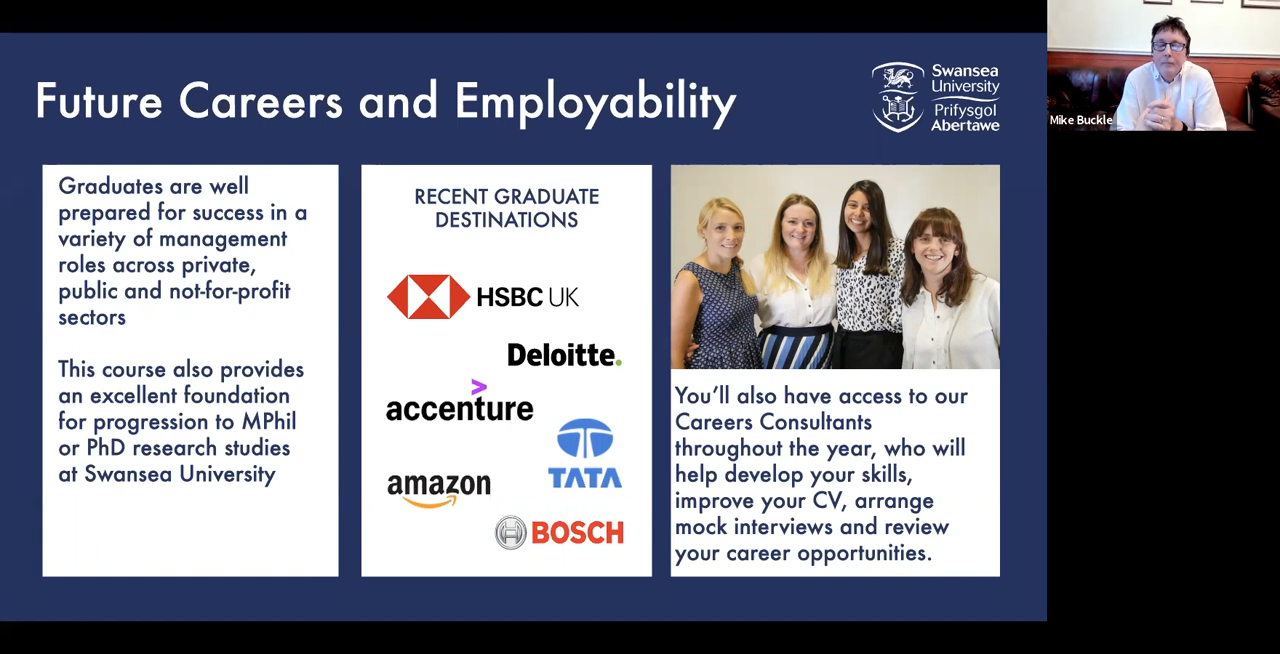 Future Careers and Employability
Swansea
University
Prifysgol
Abertawe
Mike Buckle
Graduates are well
prepared for success in a
variety of management
roles across private,
public and not-for-profit
sectors
This course also provides
an excellent foundation
for progression to MPhil
or PhD research studies
at Swansea University
RECENT GRADUATE
DESTINATIONS
HSBC UK
Deloitte.
accenture
TATA
amazon
BOSCH
You’ll also have access to our
Careers Consultants
throughout the year, who will
help develop your skills,
improve your CV, arrange
mock interviews and review
your career opportunities.